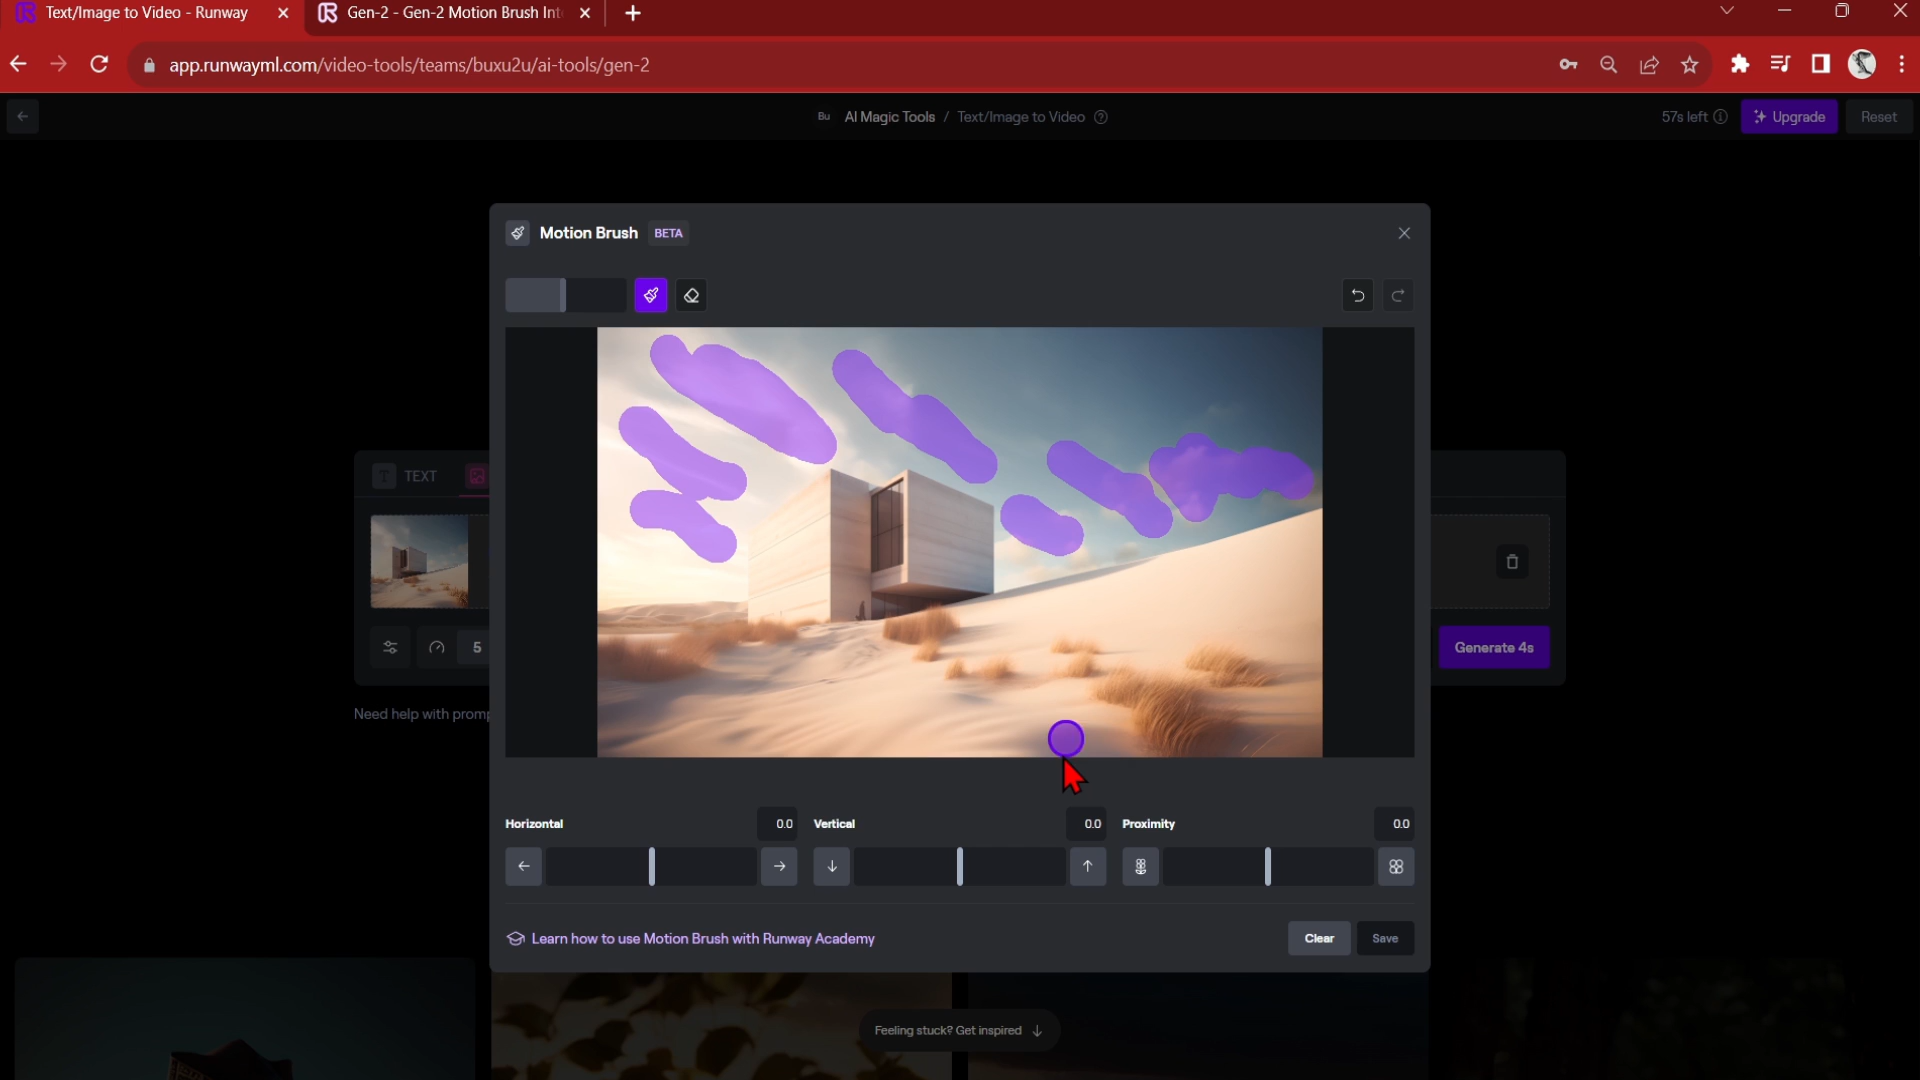 Text/Image to Video - Runway
Gen-2 - Gen-2 Motion Brush Int
app.runwayml.com/video-tools/teams/buxu2u/ai-tools/gen-2
Bu AI Magic Tools / Text/Image to Video
57s left
Upgrade
Reset
Motion Brush BETA
TEXT
5
Generate 4s
Need help with promp
Horizontal 0.0
Vertical 0.0
Proximity 0.0
Learn how to use Motion Brush with Runway Academy
Clear
Save
Feeling stuck? Get inspired